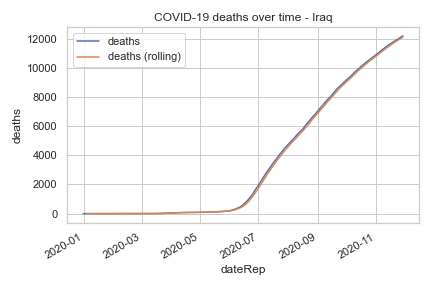 COVID-19 deaths over time - Iraq
deaths
deaths (rolling)
deaths
12000
10000
8000
6000
4000
2000
0
2020-01
2020-03
2020-05
2020-07
2020-09
2020-11
dateRep